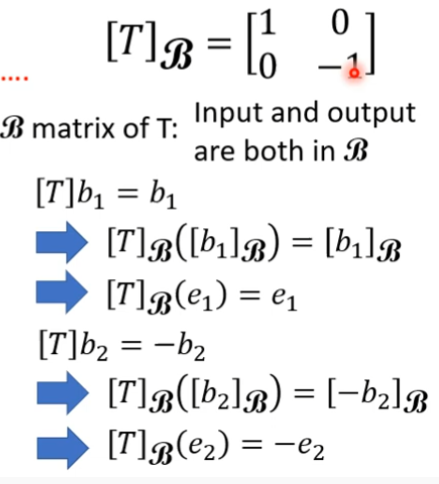 [T]ℬ = [1 0
0 −1]
....
ℬ matrix of T: Input and output
are both in ℬ
[T]b₁ = b₁
[T]ℬ([b₁]ℬ) = [b₁]ℬ
[T]ℬ(e₁) = e₁
[T]b₂ = −b₂
[T]ℬ([b₂]ℬ) = [−b₂]ℬ
[T]ℬ(e₂) = −e₂